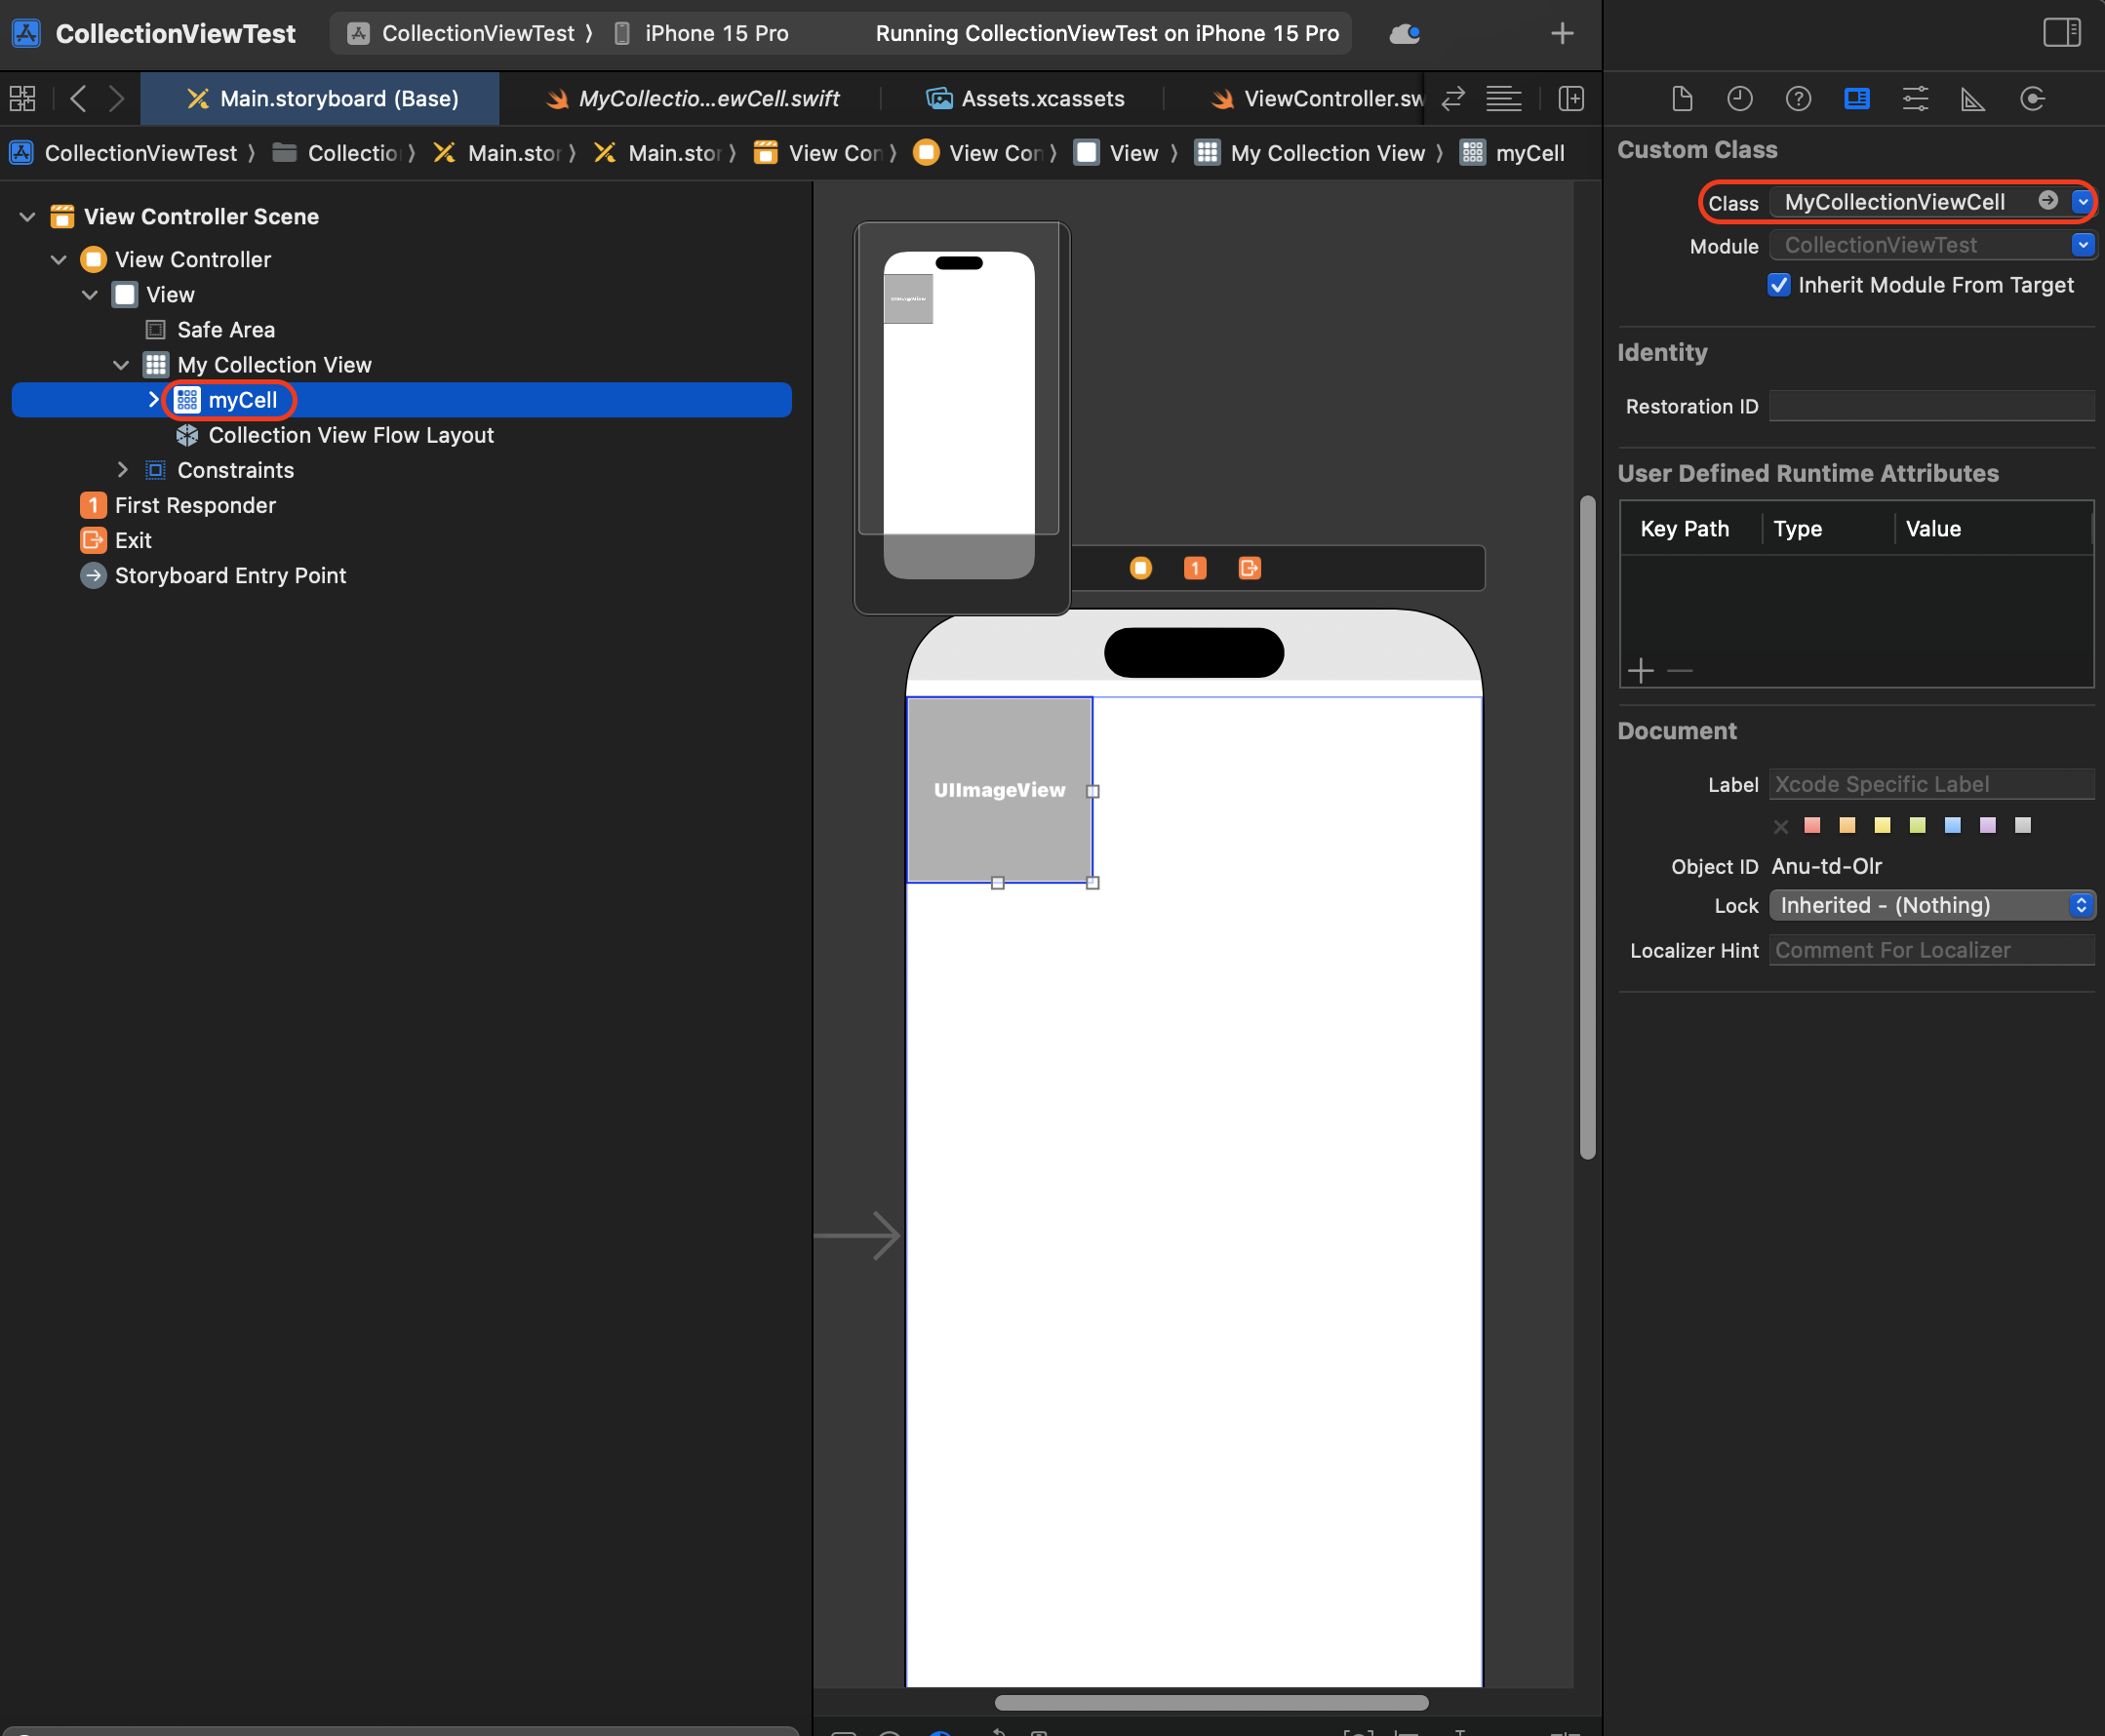 CollectionViewTest
CollectionViewTest 〉 iPhone 15 Pro
Running CollectionViewTest on iPhone 15 Pro
Main.storyboard (Base)
MyCollectio...ewCell.swift
Assets.xcassets
ViewController.sw
CollectionViewTest 〉 Collectio 〉 Main.stor 〉 Main.stor 〉 View Con 〉 View Con 〉 View 〉 My Collection View 〉 myCell
View Controller Scene
View Controller
View
Safe Area
My Collection View
myCell
Collection View Flow Layout
Constraints
1 First Responder
Exit
Storyboard Entry Point
1
UIImageView
Custom Class
Class MyCollectionViewCell
Module CollectionViewTest
Inherit Module From Target
Identity
Restoration ID
User Defined Runtime Attributes
Key Path Type Value
Document
Label Xcode Specific Label
Object ID Anu-td-Olr
Lock Inherited - (Nothing)
Localizer Hint Comment For Localizer